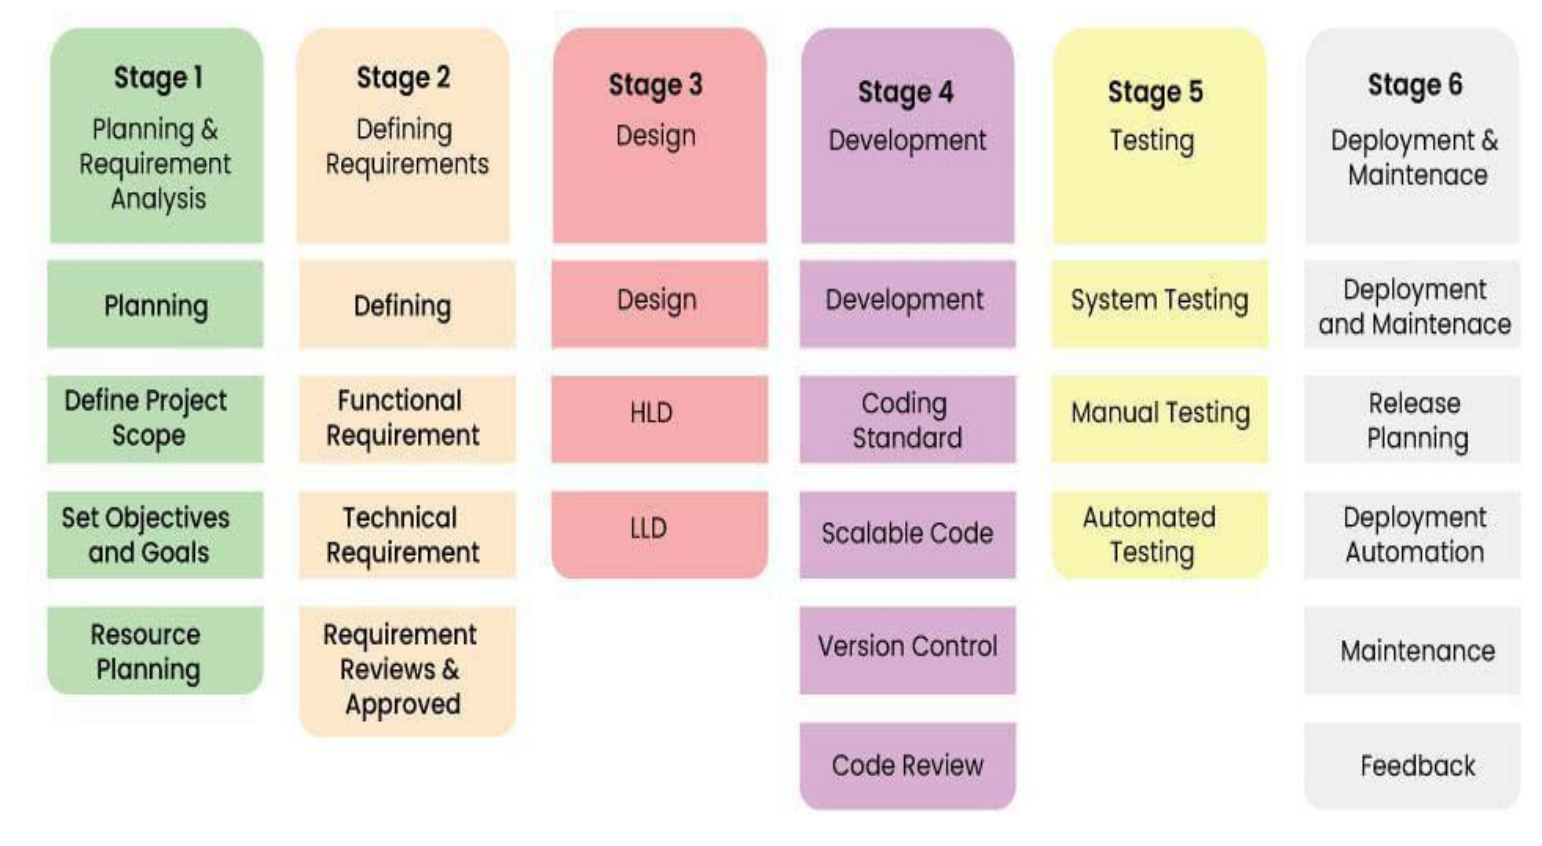 Stage 1
Planning &
Requirement
Analysis
Planning
Define Project
Scope
Set Objectives
and Goals
Resource
Planning
Stage 2
Defining
Requirements
Defining
Functional
Requirement
Technical
Requirement
Requirement
Reviews &
Approved
Stage 3
Design
Design
HLD
LLD
Stage 4
Development
Development
Coding
Standard
Scalable Code
Version Control
Code Review
Stage 5
Testing
System Testing
Manual Testing
Automated
Testing
Stage 6
Deployment &
Maintenace
Deployment
and Maintenace
Release
Planning
Deployment
Automation
Maintenance
Feedback